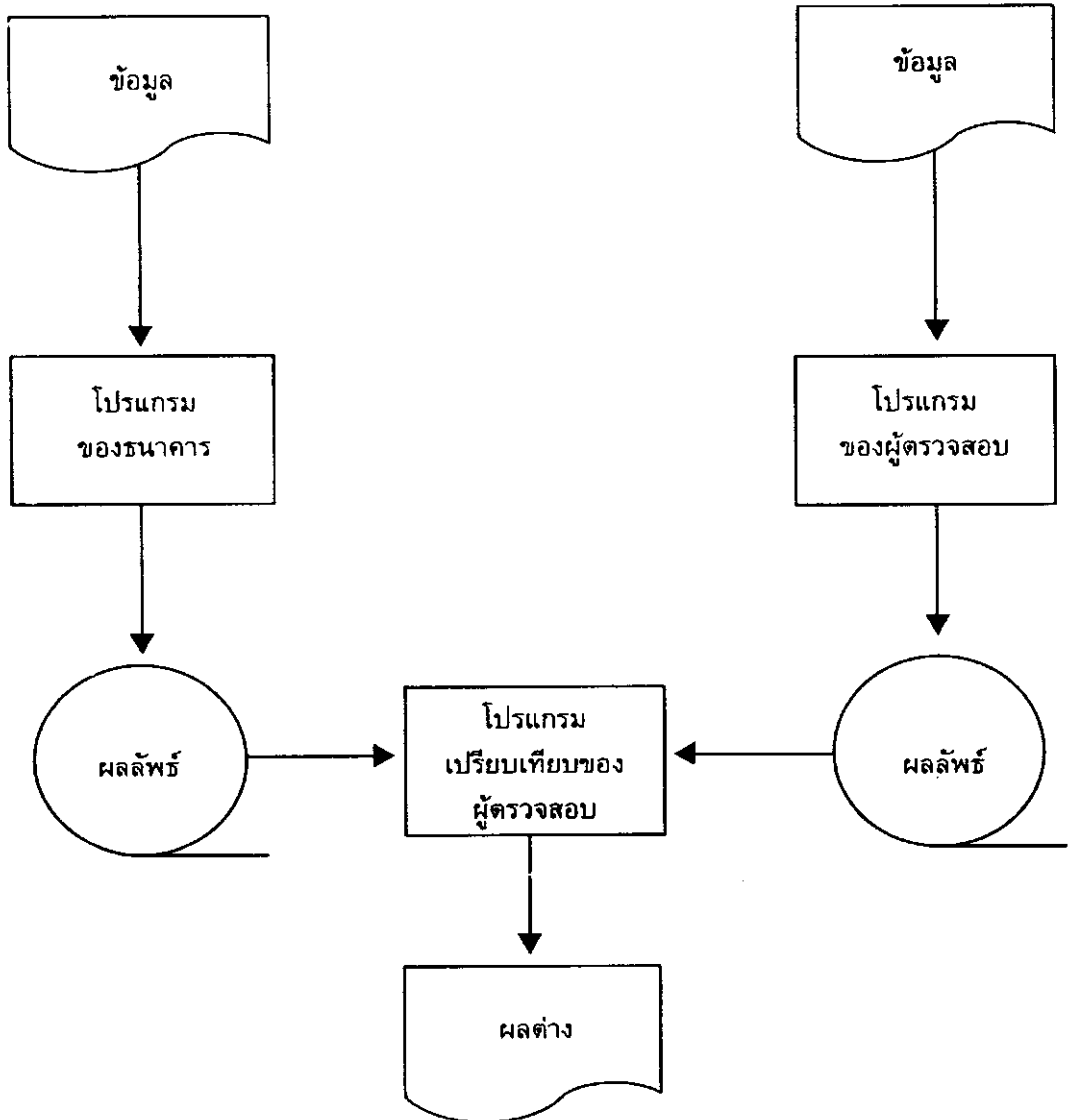 ข้อมูล
ข้อมูล
โปรแกรม
ของธนาคาร
โปรแกรม
ของผู้ตรวจสอบ
ผลลัพธ์
โปรแกรม
เปรียบเทียบของ
ผู้ตรวจสอบ
ผลลัพธ์
ผลต่าง